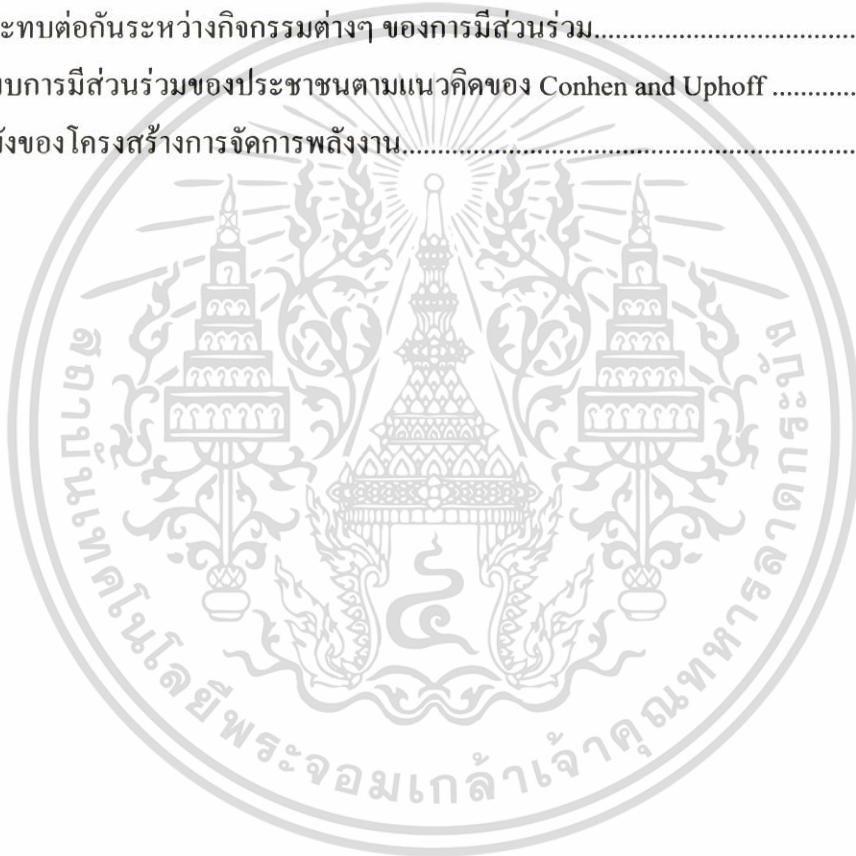 ะทบต่อกันระหว่างกิจกรรมต่างๆ ของการมีส่วนร่วม....................................
บบการมีส่วนร่วมของประชาชนตามแนวคิดของ Conhen and Uphoff .............
ังของโครงสร้างการจัดการพลังงาน...........................................................................
สถาบันเทคโนโลยีพระจอมเกล้าเจ้าคุณทหารลาดกระบัง